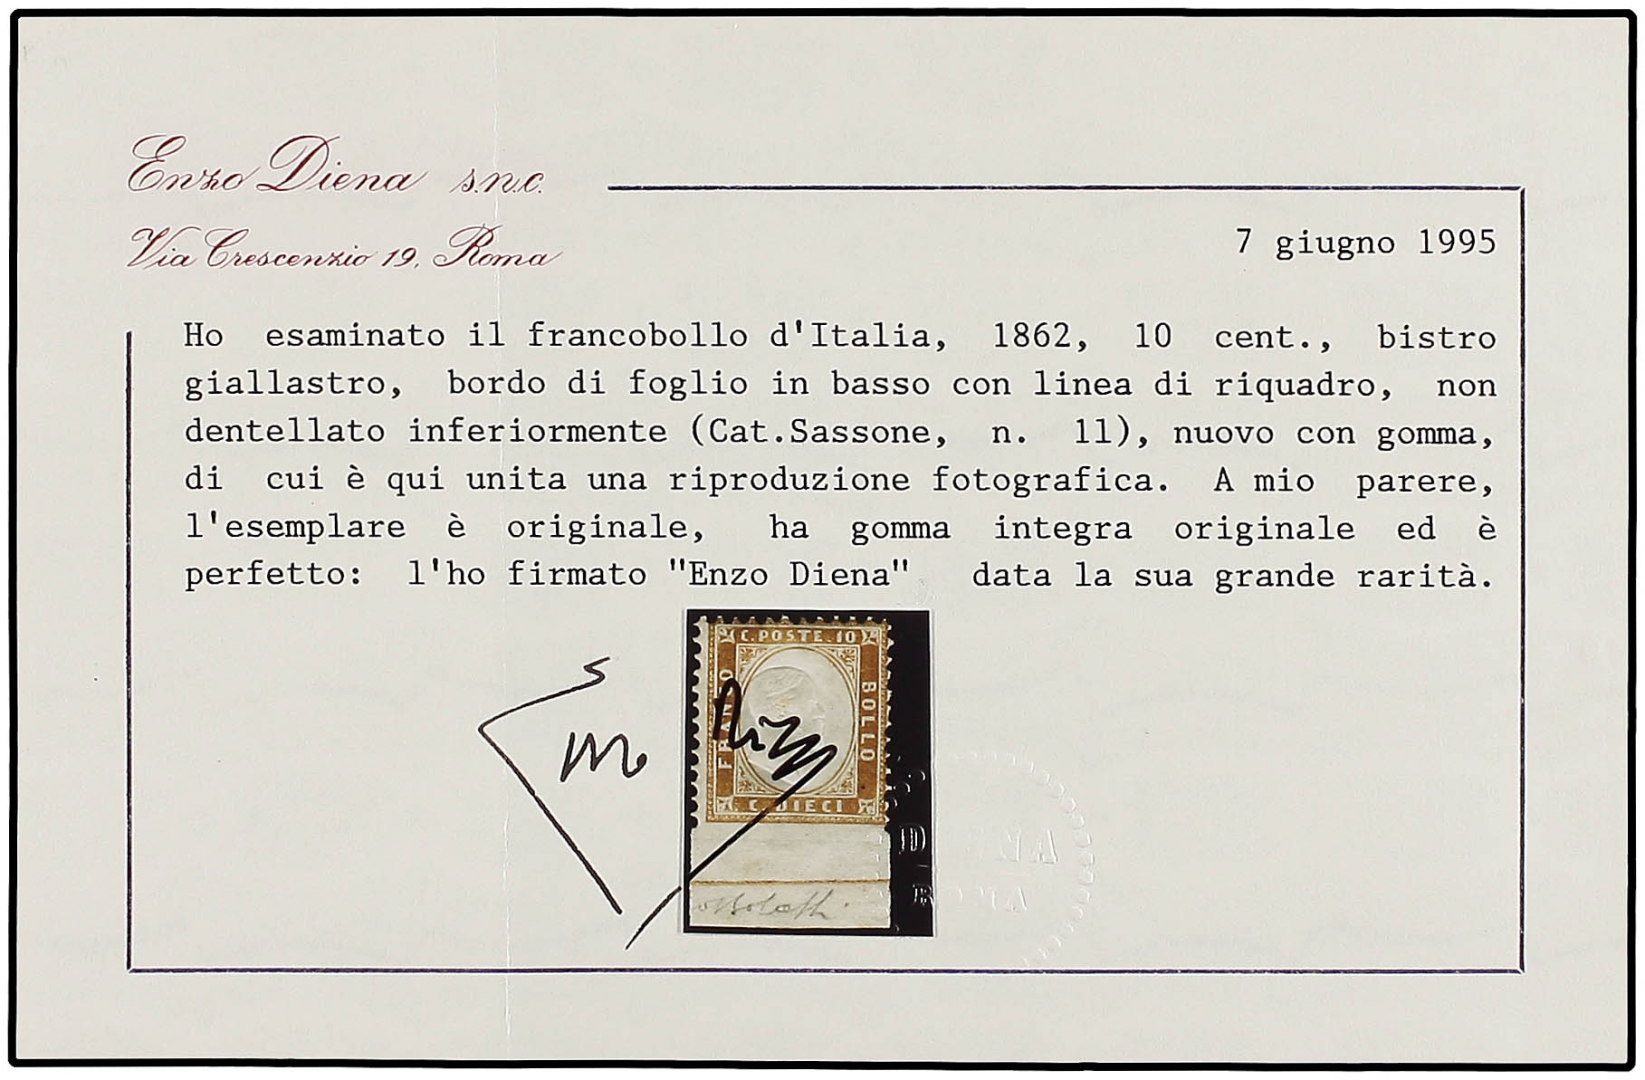 Enzo Diena s.n.c.
Via Crescenzio 19, Roma
7 giugno 1995
Ho esaminato il francobollo d'Italia, 1862, 10 cent., bistro
giallastro, bordo di foglio in basso con linea di riquadro, non
dentellato inferiormente (Cat.Sassone, n. 11), nuovo con gomma,
di cui è qui unita una riproduzione fotografica. A mio parere,
l'esemplare è originale, ha gomma integra originale ed è
perfetto: l'ho firmato "Enzo Diena" data la sua grande rarità.
C. POSTE. 10
FRANCO
BOLLO
C. DIECI